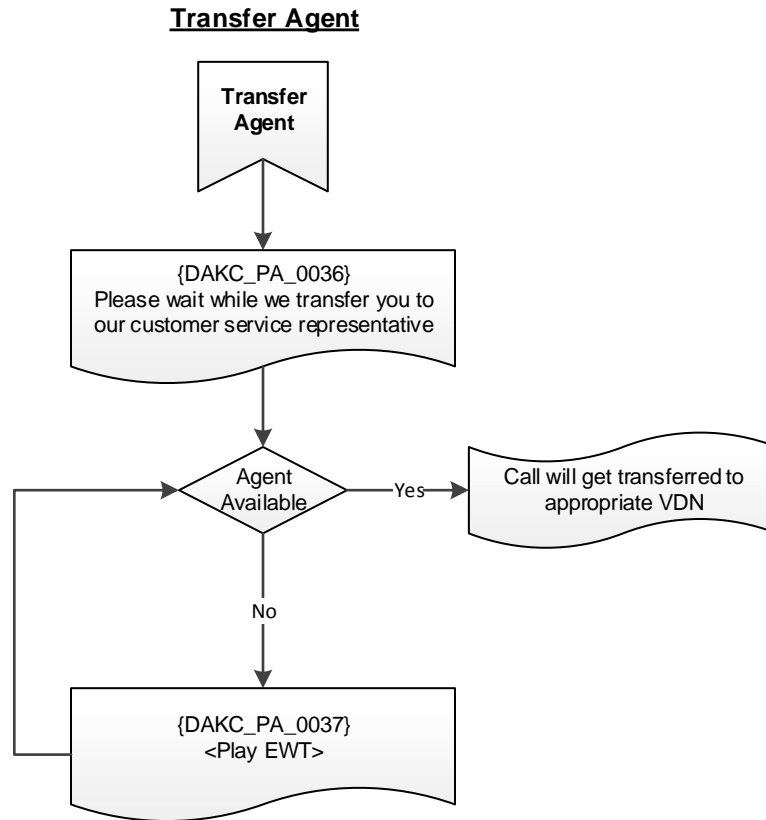 Transfer Agent
Transfer
Agent
{DAKC_PA_0036}
Please wait while we transfer you to
our customer service representative
Agent
Available
Yes
Call will get transferred to
appropriate VDN
No
{DAKC_PA_0037}
<Play EWT>